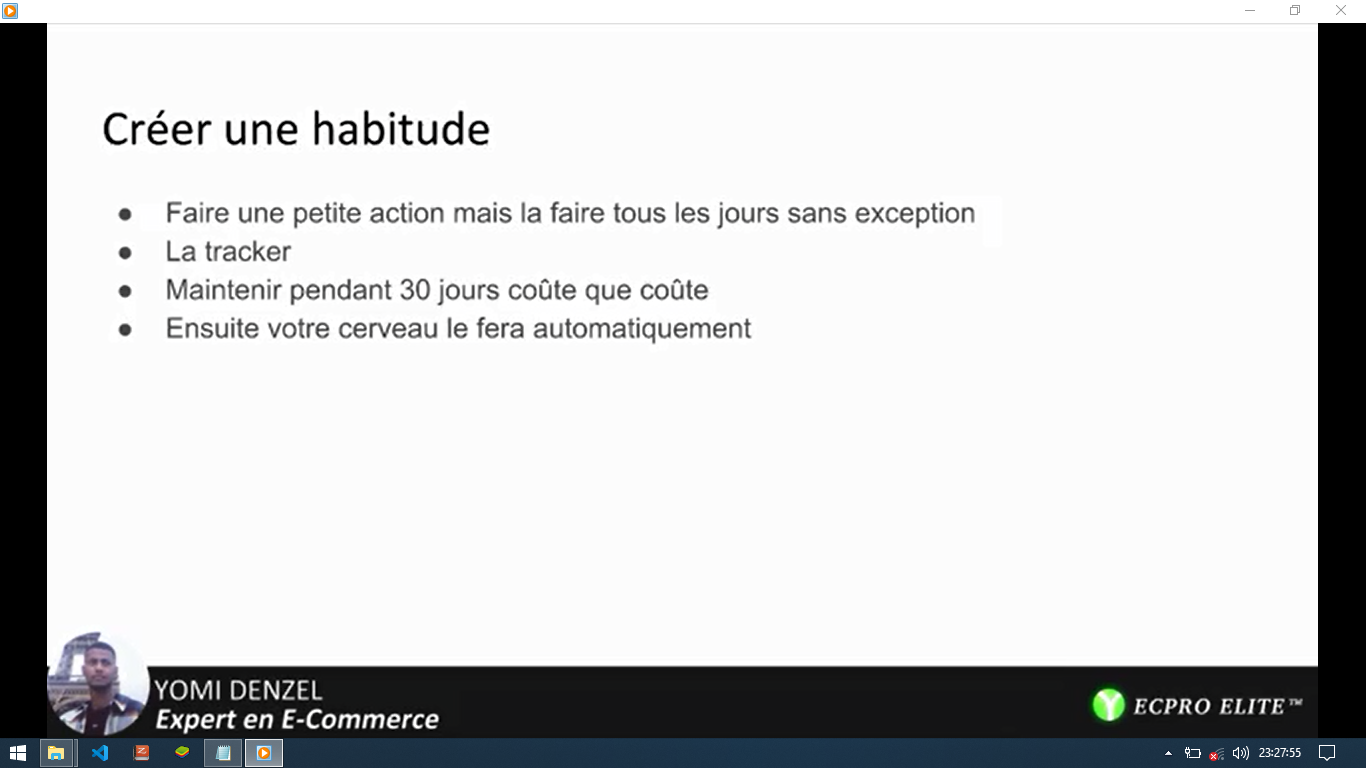 Créer une habitude
● Faire une petite action mais la faire tous les jours sans exception
● La tracker
● Maintenir pendant 30 jours coûte que coûte
● Ensuite votre cerveau le fera automatiquement
YOMI DENZEL
Expert en E-Commerce
ECPRO ELITE™
23:27:55